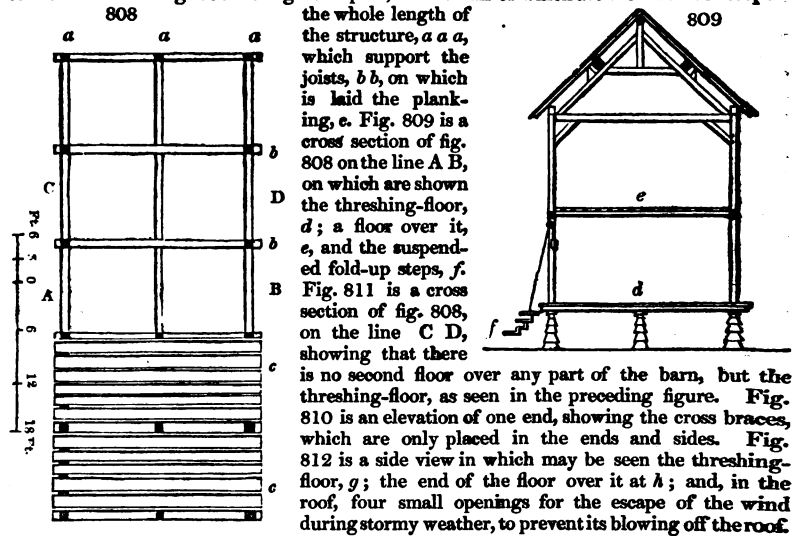 808
a a a
b
C
D
b
A
B
c
c
Ft.
6
3
0
6
12
18 Ft.
the whole length of
the structure, a a a,
which support the
joists, b b, on which
is laid the plank-
ing, c. Fig. 809 is a
cross section of fig.
808 on the line A B,
on which are shown
the threshing-floor,
d; a floor over it,
e, and the suspend-
ed fold-up steps, f.
Fig. 811 is a cross
section of fig. 808,
on the line C D,
showing that there
809
e
d
f
is no second floor over any part of the barn, but the
threshing-floor, as seen in the preceding figure. Fig.
810 is an elevation of one end, showing the cross braces,
which are only placed in the ends and sides. Fig.
812 is a side view in which may be seen the threshing-
floor, g; the end of the floor over it at h; and, in the
roof, four small openings for the escape of the wind
during stormy weather, to prevent its blowing off the roof.